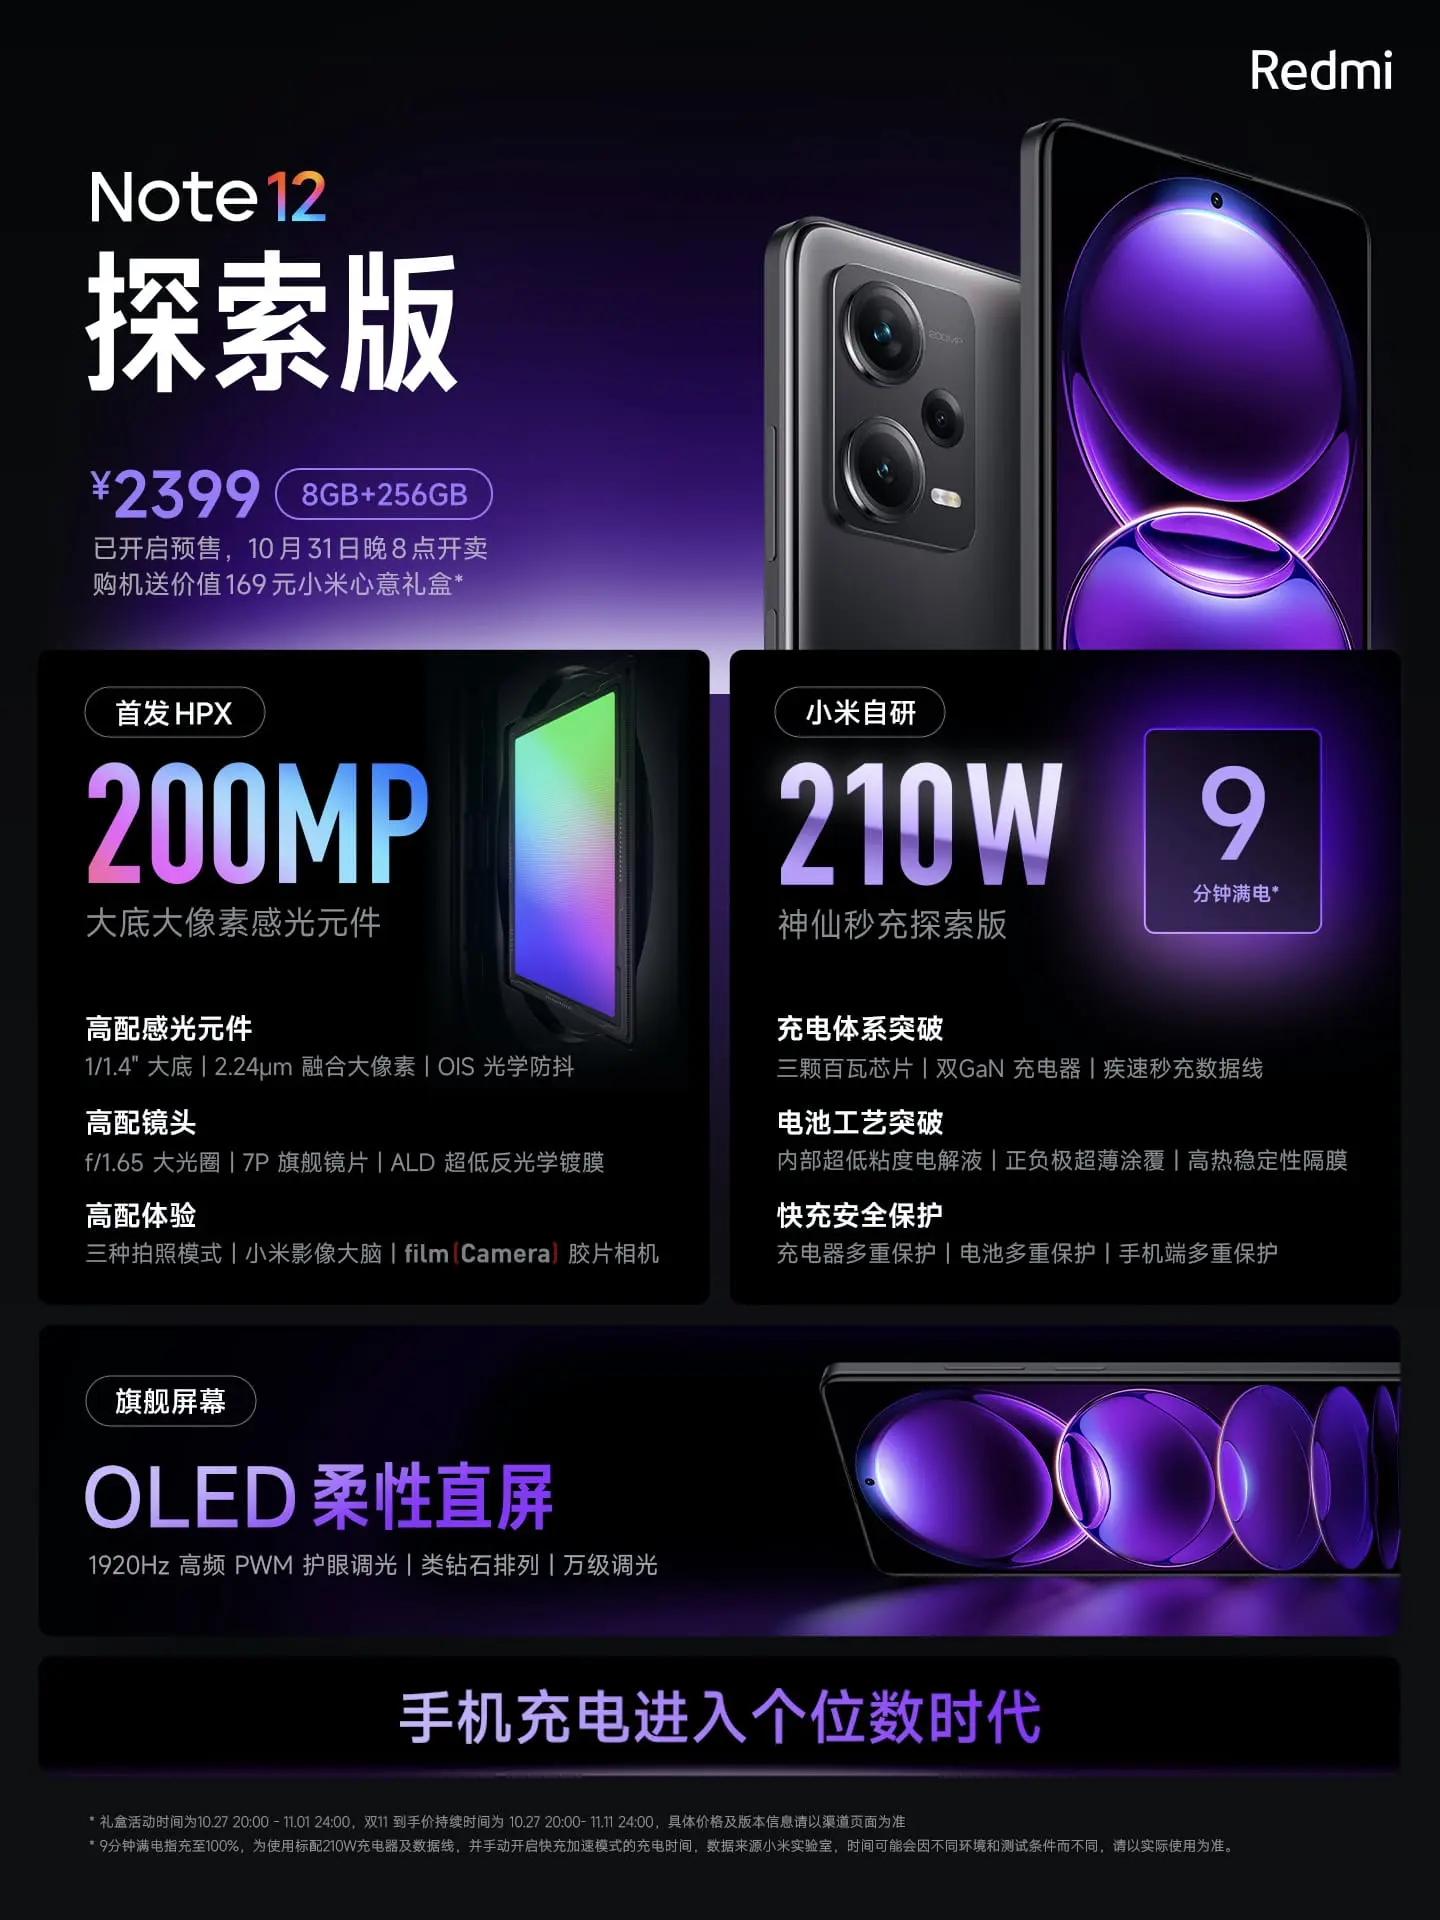 Redmi
Note 12
探索版
¥2399 8GB+256GB
已开启预售，10月31日晚8点开卖
购机送价值169元小米心意礼盒*
200MP
首发HPX
200MP
大底大像素感光元件
高配感光元件
1/1.4" 大底 | 2.24μm 融合大像素 | OIS 光学防抖
高配镜头
f/1.65 大光圈 | 7P 旗舰镜片 | ALD 超低反光学镀膜
高配体验
三种拍照模式 | 小米影像大脑 | film(Camera) 胶片相机
小米自研
210W
神仙秒充探索版
9
分钟满电*
充电体系突破
三颗百瓦芯片 | 双GaN 充电器 | 疾速秒充数据线
电池工艺突破
内部超低粘度电解液 | 正负极超薄涂覆 | 高热稳定性隔膜
快充安全保护
充电器多重保护 | 电池多重保护 | 手机端多重保护
旗舰屏幕
OLED 柔性直屏
1920Hz 高频 PWM 护眼调光 | 类钻石排列 | 万级调光
手机充电进入个位数时代
* 礼盒活动时间为10.27 20:00 - 11.01 24:00，双11 到手价持续时间为 10.27 20:00- 11.11 24:00，具体价格及版本信息请以渠道页面为准
* 9分钟满电指充至100%，为使用标配210W充电器及数据线，并手动开启快充加速模式的充电时间，数据来源小米实验室，时间可能会因不同环境和测试条件而不同，请以实际使用为准。